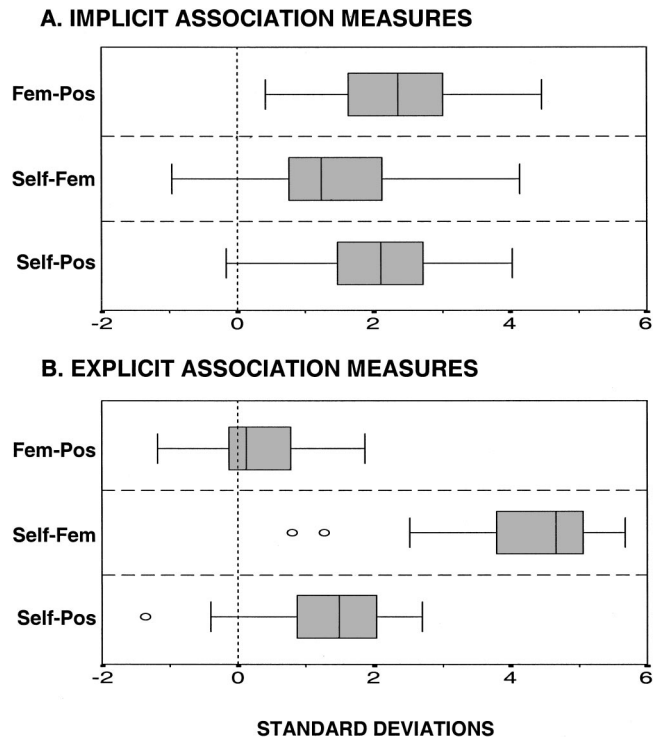 A. IMPLICIT ASSOCIATION MEASURES
Fem-Pos
Self-Fem
Self-Pos
-2 0 2 4 6
B. EXPLICIT ASSOCIATION MEASURES
Fem-Pos
Self-Fem
Self-Pos
-2 0 2 4 6
STANDARD DEVIATIONS